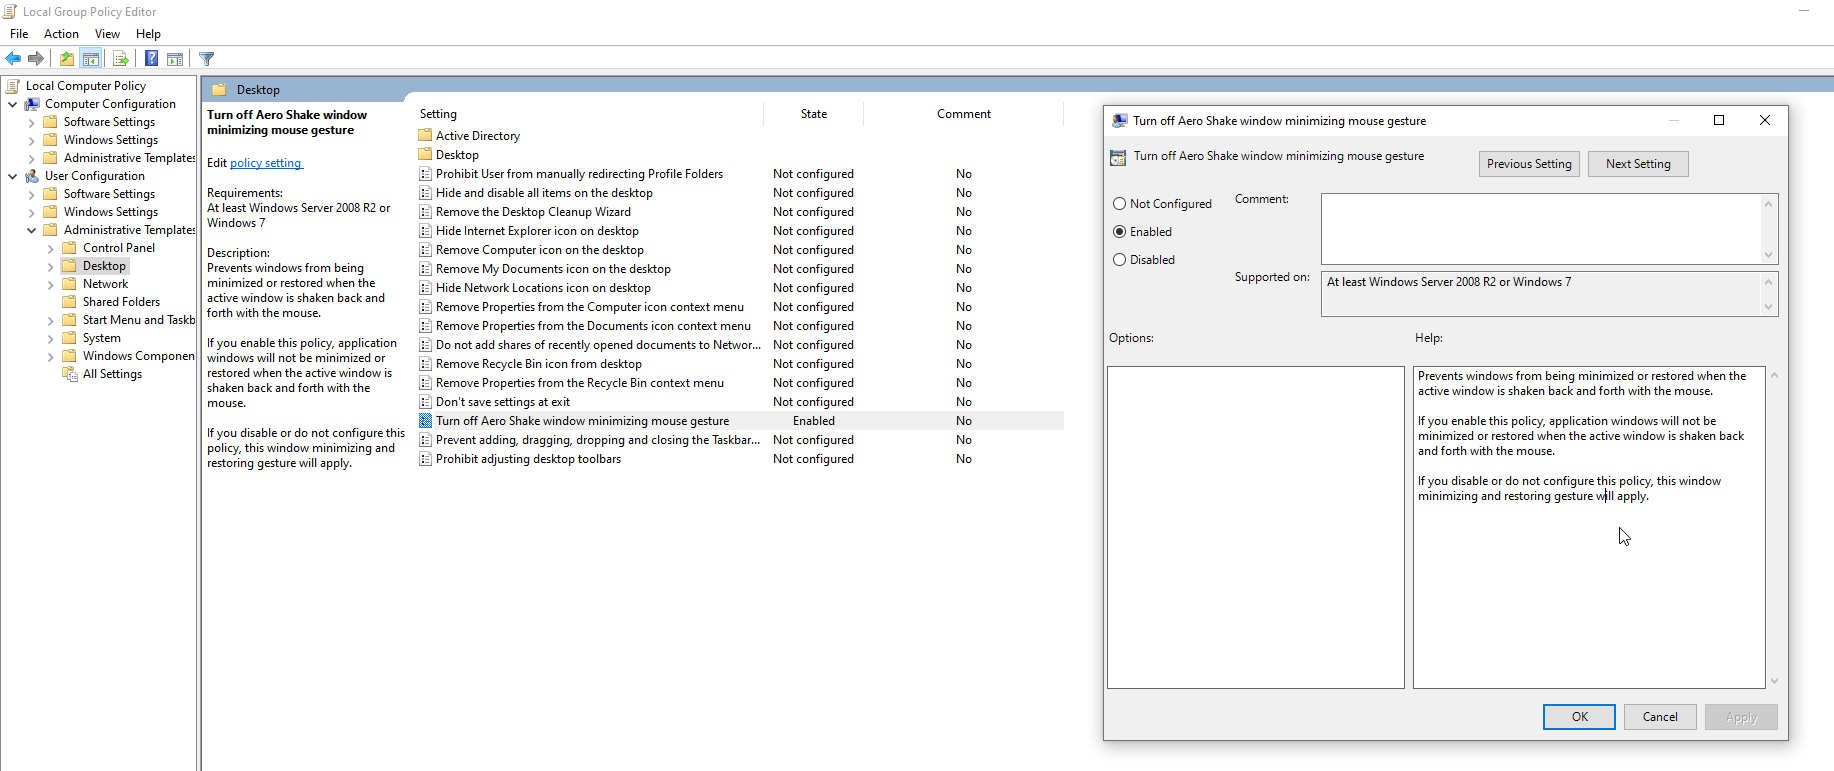 Local Group Policy Editor
File Action View Help
Local Computer Policy
Computer Configuration
Software Settings
Windows Settings
Administrative Templates
User Configuration
Software Settings
Windows Settings
Administrative Templates
Control Panel
Desktop
Network
Shared Folders
Start Menu and Taskb
System
Windows Componen
All Settings
Desktop
Turn off Aero Shake window
minimizing mouse gesture
Edit policy setting
Requirements:
At least Windows Server 2008 R2 or
Windows 7
Description:
Prevents windows from being
minimized or restored when the
active window is shaken back and
forth with the mouse.
If you enable this policy, application
windows will not be minimized or
restored when the active window is
shaken back and forth with the
mouse.
If you disable or do not configure this
policy, this window minimizing and
restoring gesture will apply.
Setting State Comment
Active Directory
Desktop
Prohibit User from manually redirecting Profile Folders Not configured No
Hide and disable all items on the desktop Not configured No
Remove the Desktop Cleanup Wizard Not configured No
Hide Internet Explorer icon on desktop Not configured No
Remove Computer icon on the desktop Not configured No
Remove My Documents icon on the desktop Not configured No
Hide Network Locations icon on desktop Not configured No
Remove Properties from the Computer icon context menu Not configured No
Remove Properties from the Documents icon context menu Not configured No
Do not add shares of recently opened documents to Networ... Not configured No
Remove Recycle Bin icon from desktop Not configured No
Remove Properties from the Recycle Bin context menu Not configured No
Don't save settings at exit Not configured No
Turn off Aero Shake window minimizing mouse gesture Enabled No
Prevent adding, dragging, dropping and closing the Taskbar... Not configured No
Prohibit adjusting desktop toolbars Not configured No
Turn off Aero Shake window minimizing mouse gesture
Turn off Aero Shake window minimizing mouse gesture
Previous Setting Next Setting
Not Configured
Enabled
Disabled
Comment:
Supported on:
At least Windows Server 2008 R2 or Windows 7
Options:
Help:
Prevents windows from being minimized or restored when the
active window is shaken back and forth with the mouse.
If you enable this policy, application windows will not be
minimized or restored when the active window is shaken back
and forth with the mouse.
If you disable or do not configure this policy, this window
minimizing and restoring gesture will apply.
OK Cancel Apply